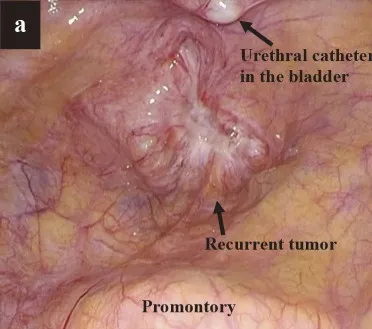 a
Urethral catheter
in the bladder
Recurrent tumor
Promontory